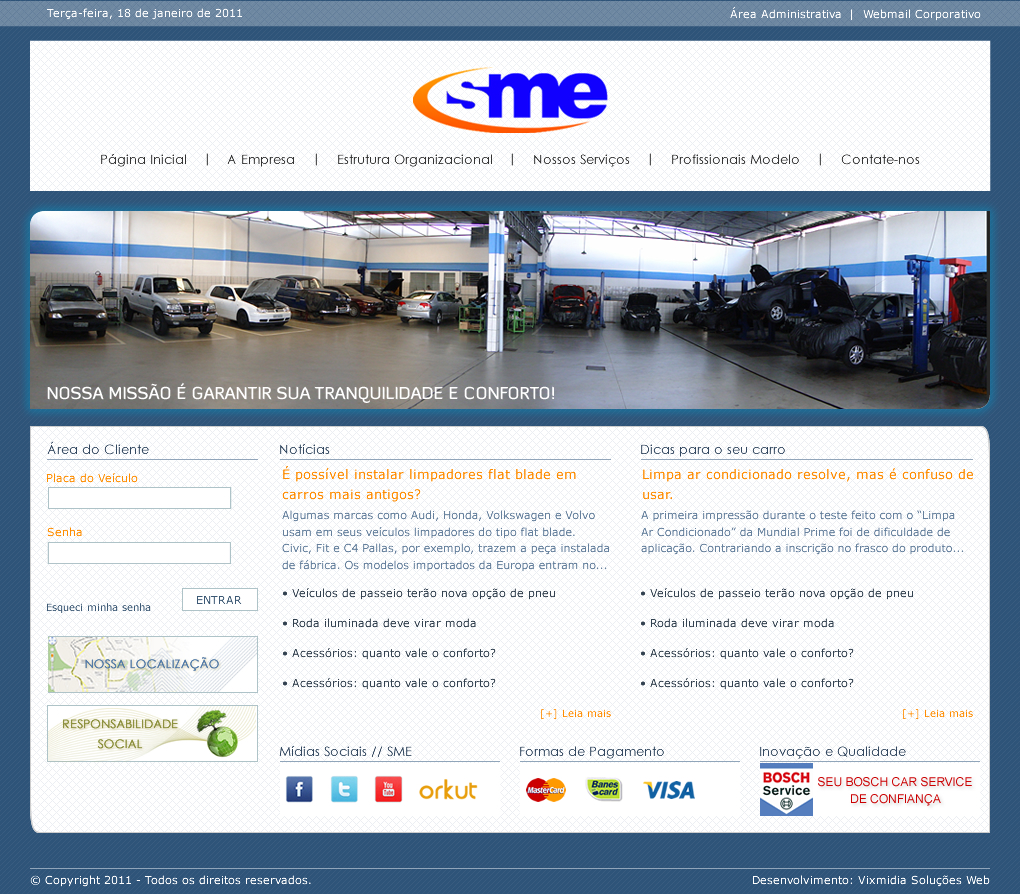 Terça-feira, 18 de janeiro de 2011
Área Administrativa | Webmail Corporativo
sme
Página Inicial | A Empresa | Estrutura Organizacional | Nossos Serviços | Profissionais Modelo | Contate-nos
NOSSA MISSÃO É GARANTIR SUA TRANQUILIDADE E CONFORTO!
Área do Cliente
Placa do Veículo
Senha
Esqueci minha senha
ENTRAR
NOSSA LOCALIZAÇÃO
RESPONSABILIDADE
SOCIAL
Notícias
É possível instalar limpadores flat blade em
carros mais antigos?
Algumas marcas como Audi, Honda, Volkswagen e Volvo
usam em seus veículos limpadores do tipo flat blade.
Civic, Fit e C4 Pallas, por exemplo, trazem a peça instalada
de fábrica. Os modelos importados da Europa entram no...
• Veículos de passeio terão nova opção de pneu
• Roda iluminada deve virar moda
• Acessórios: quanto vale o conforto?
• Acessórios: quanto vale o conforto?
[+] Leia mais
Dicas para o seu carro
Limpa ar condicionado resolve, mas é confuso de
usar.
A primeira impressão durante o teste feito com o “Limpa
Ar Condicionado” da Mundial Prime foi de dificuldade de
aplicação. Contrariando a inscrição no frasco do produto...
• Veículos de passeio terão nova opção de pneu
• Roda iluminada deve virar moda
• Acessórios: quanto vale o conforto?
• Acessórios: quanto vale o conforto?
[+] Leia mais
Mídias Sociais // SME
f
t
You Tube
orkut
Formas de Pagamento
MasterCard
Banescard
VISA
Inovação e Qualidade
BOSCH
Service
SEU BOSCH CAR SERVICE
DE CONFIANÇA
© Copyright 2011 - Todos os direitos reservados.
Desenvolvimento: Vixmidia Soluções Web